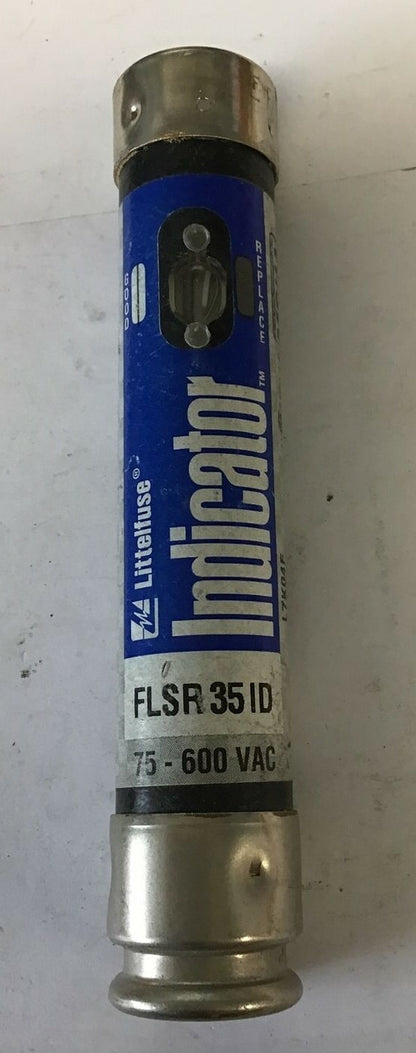 GOOD
REPLACE
Littelfuse®
Indicator™
FLSR 35 ID
75 - 600 VAC
L7K04F